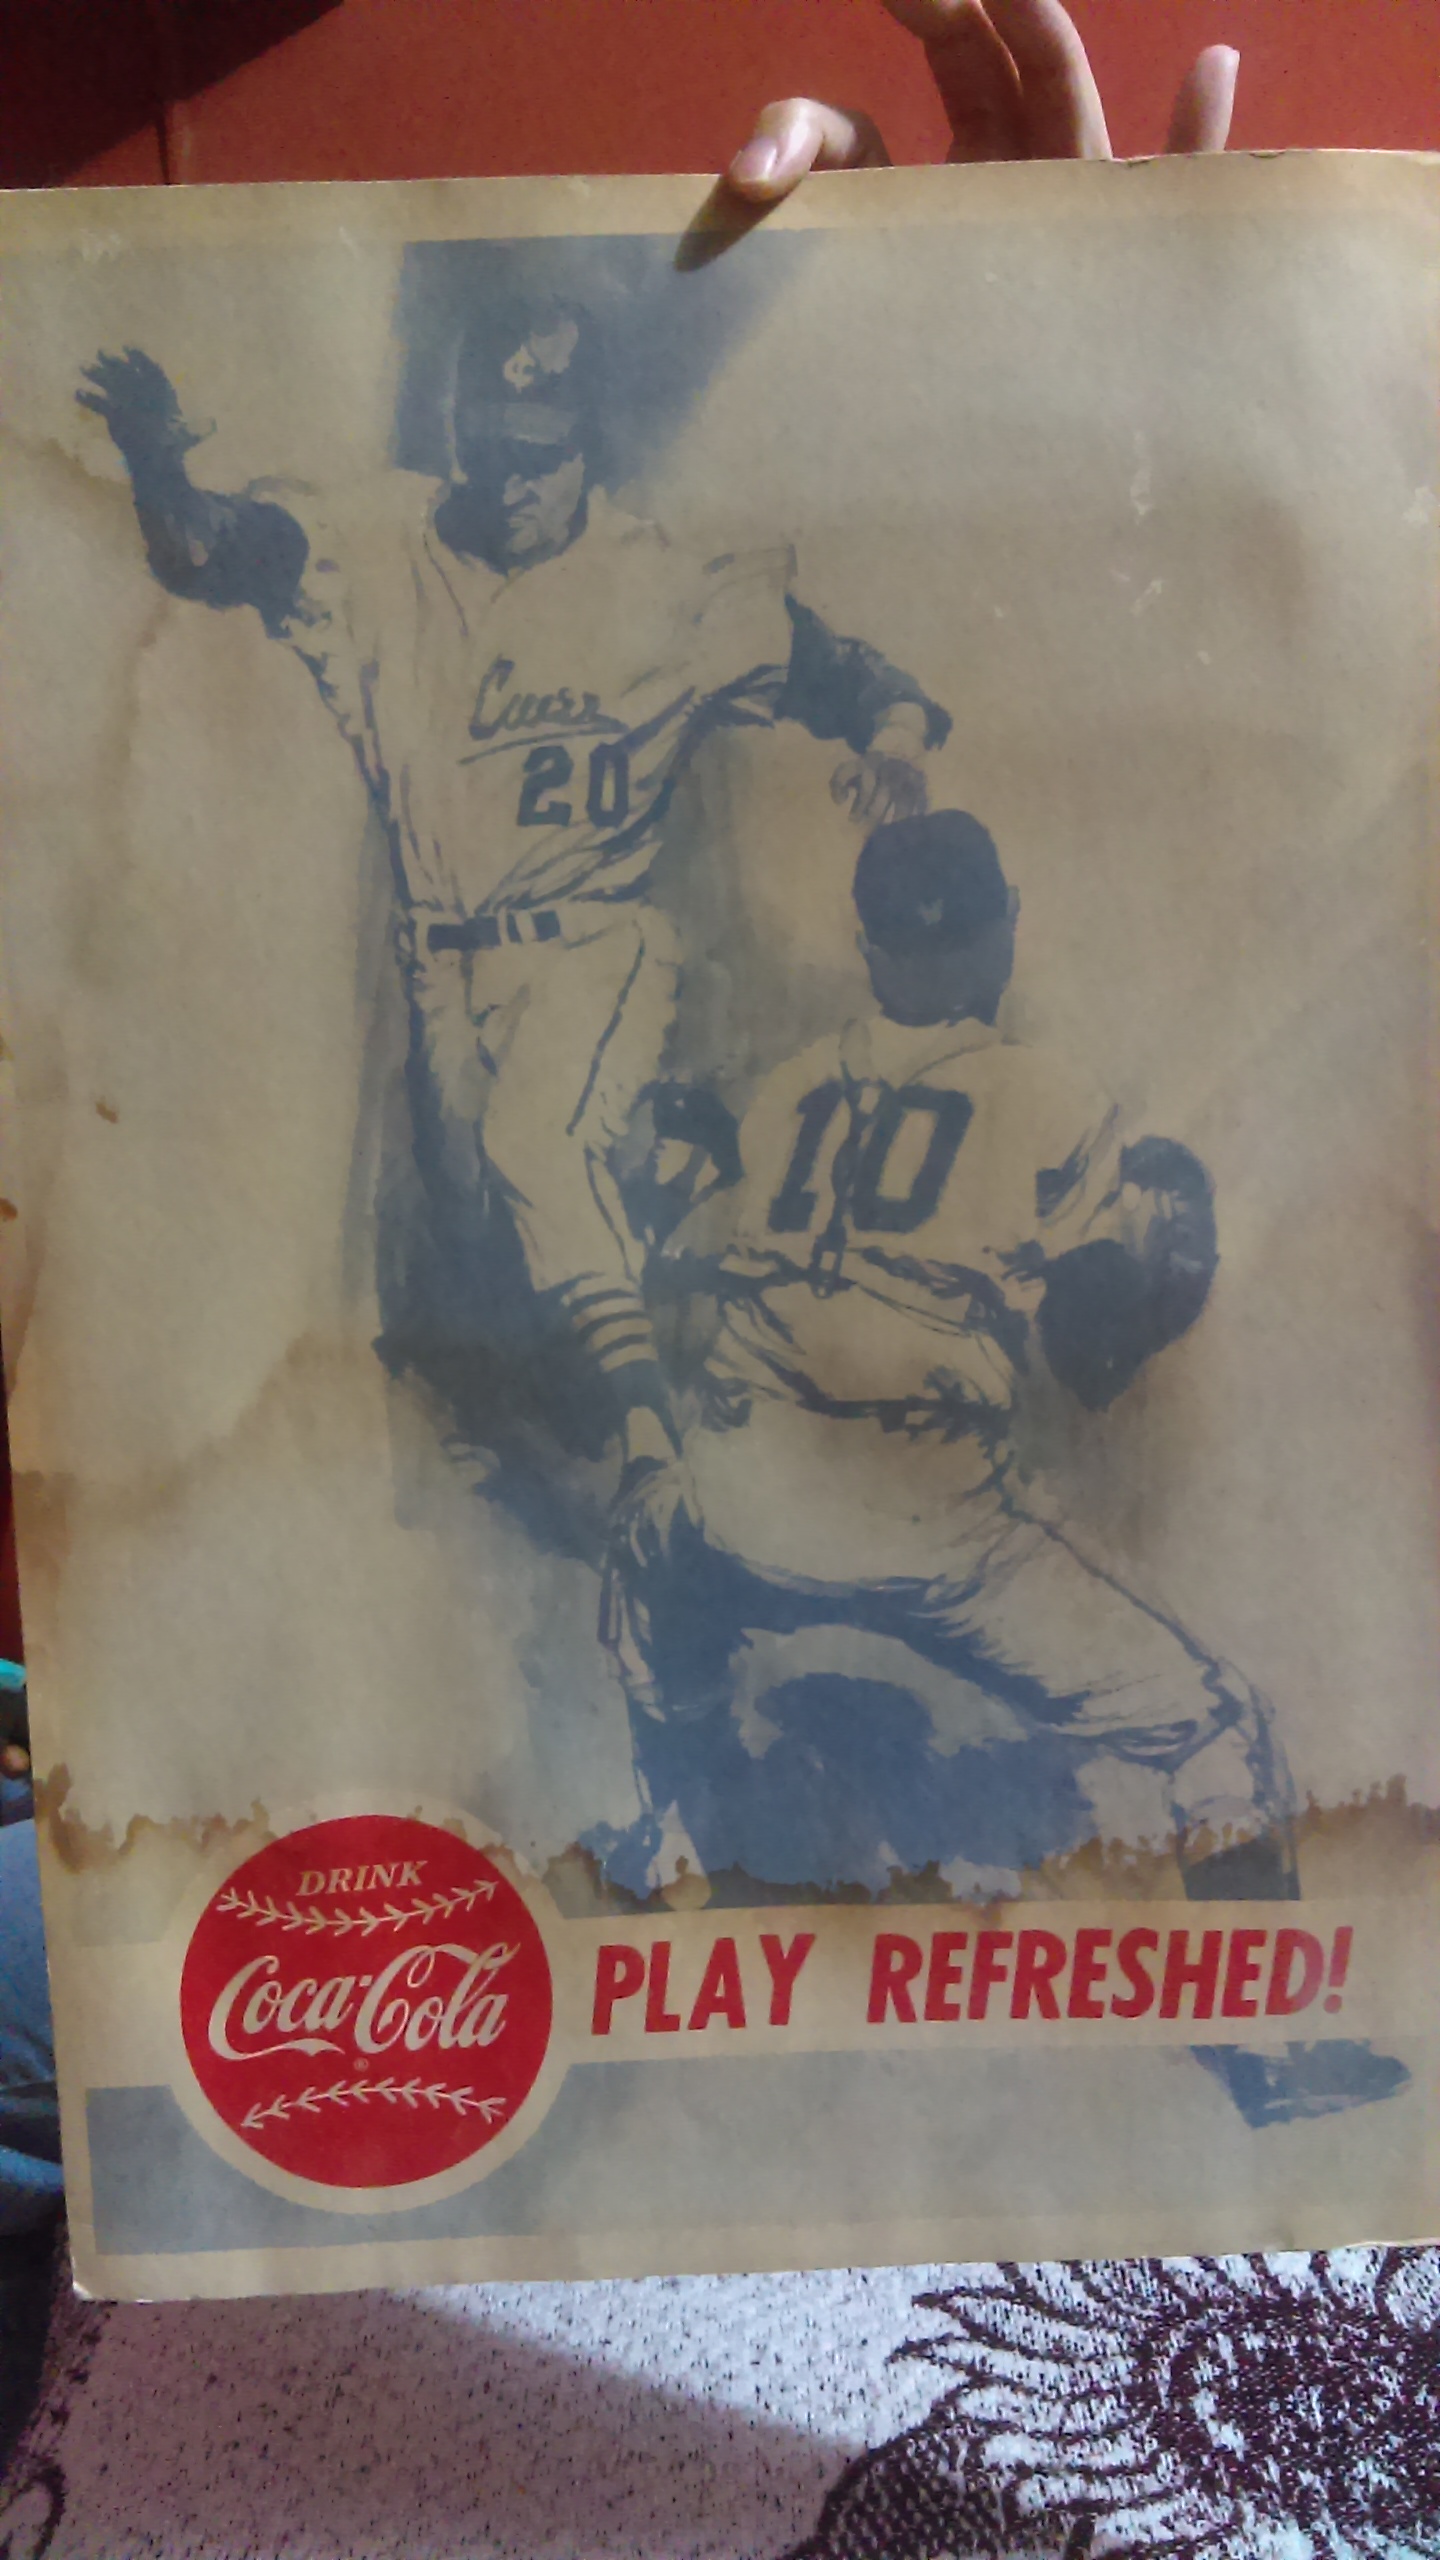 20
10
DRINK
Coca-Cola
®
PLAY REFRESHED!